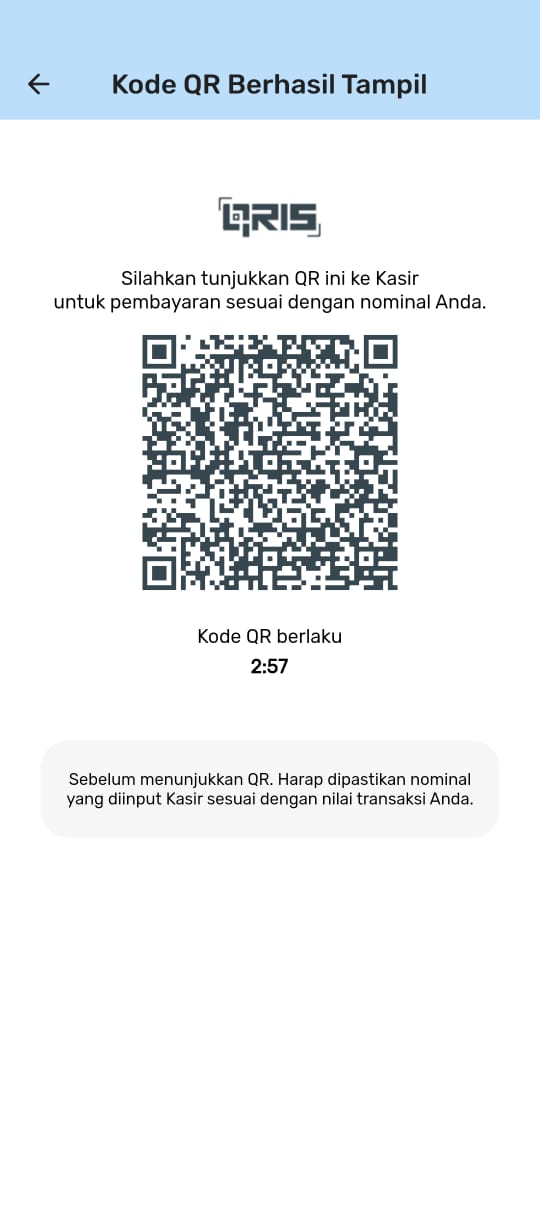 Kode QR Berhasil Tampil
QRIS
Silahkan tunjukkan QR ini ke Kasir
untuk pembayaran sesuai dengan nominal Anda.
Kode QR berlaku
2:57
Sebelum menunjukkan QR. Harap dipastikan nominal
yang diinput Kasir sesuai dengan nilai transaksi Anda.